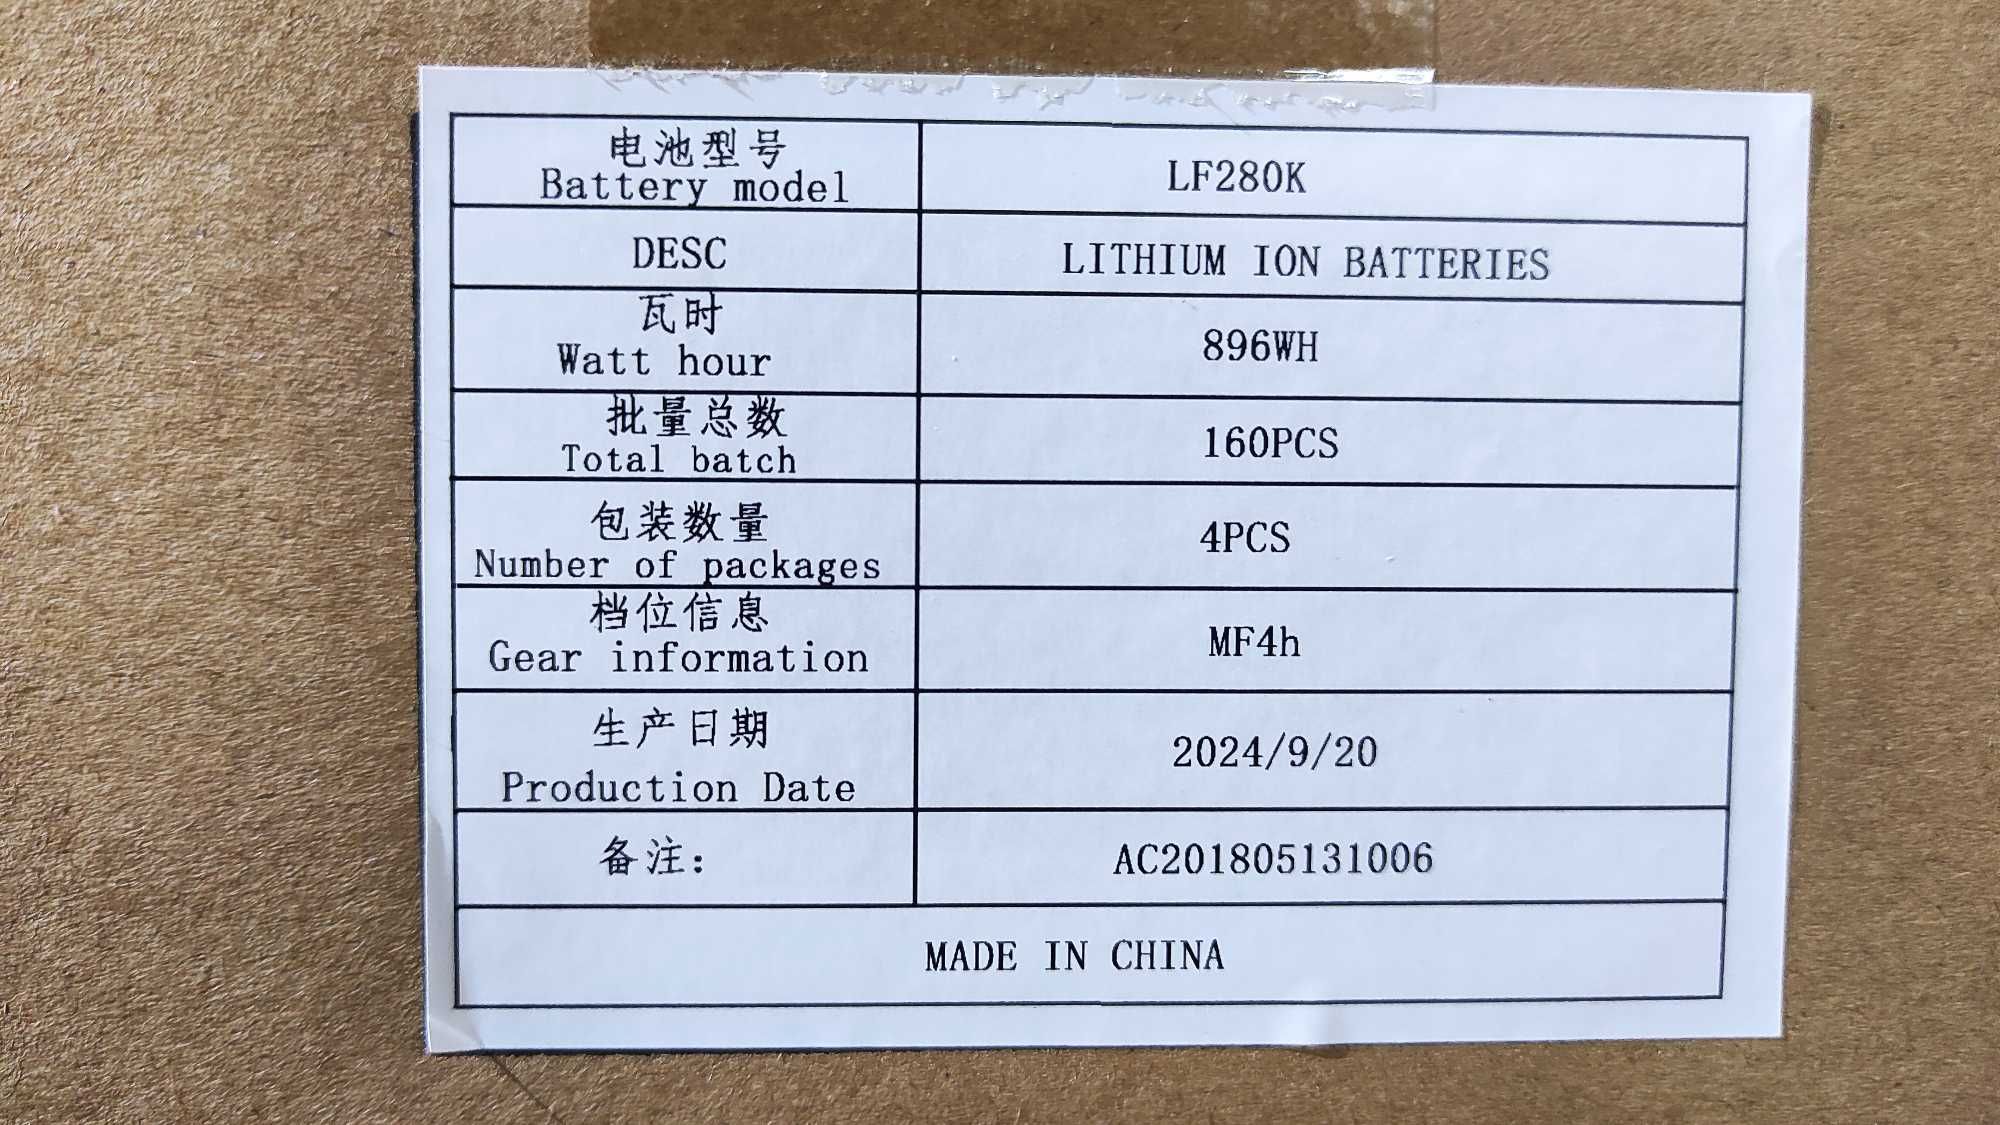 电池型号
Battery model
LF280K
DESC
LITHIUM ION BATTERIES
瓦时
Watt hour
896WH
批量总数
Total batch
160PCS
包装数量
Number of packages
4PCS
档位信息
Gear information
MF4h
生产日期
Production Date
2024/9/20
备注:
AC201805131006
MADE IN CHINA